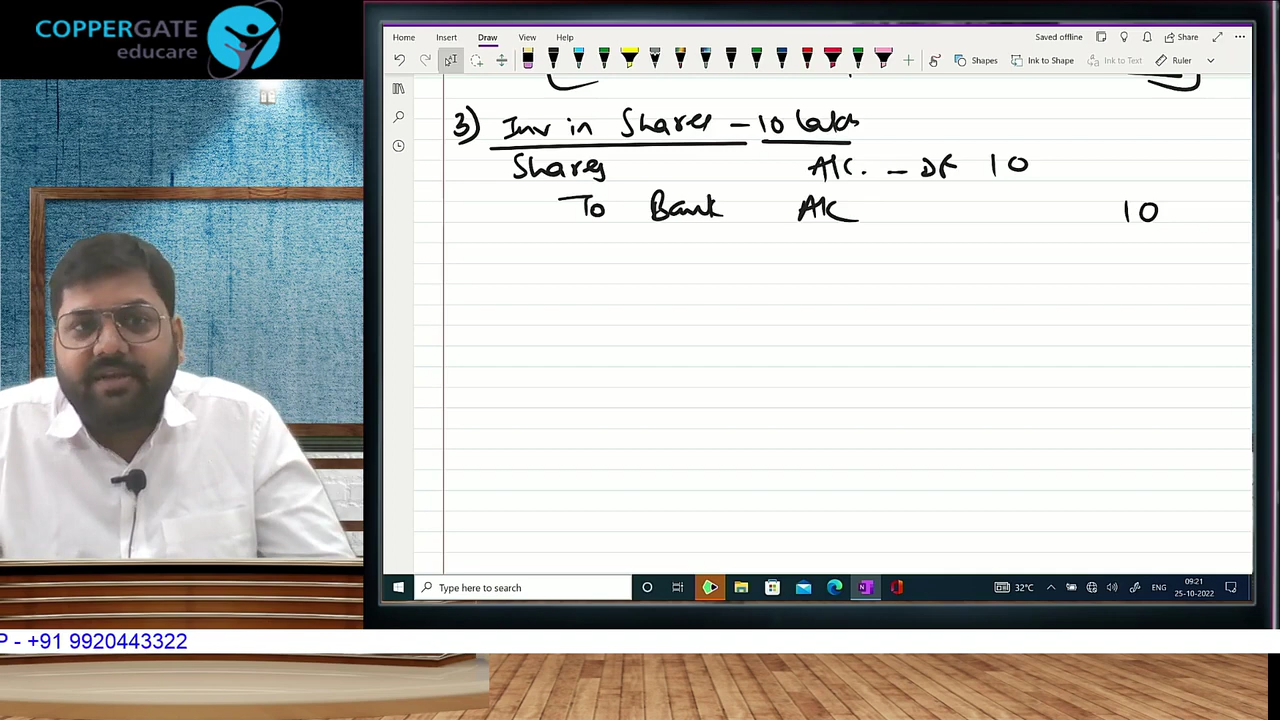 COPPERGATE
educare
Home Insert Draw View Help
Saved offline
Share
Shapes
Ink to Shape
Ink to Text
Ruler
3) Inv in Shares - 10 lakhs
Shares A/c. - Dr 10
To Bank A/c 10
Type here to search
32°C
ENG
09:21
25-10-2022
P - +91 9920443322